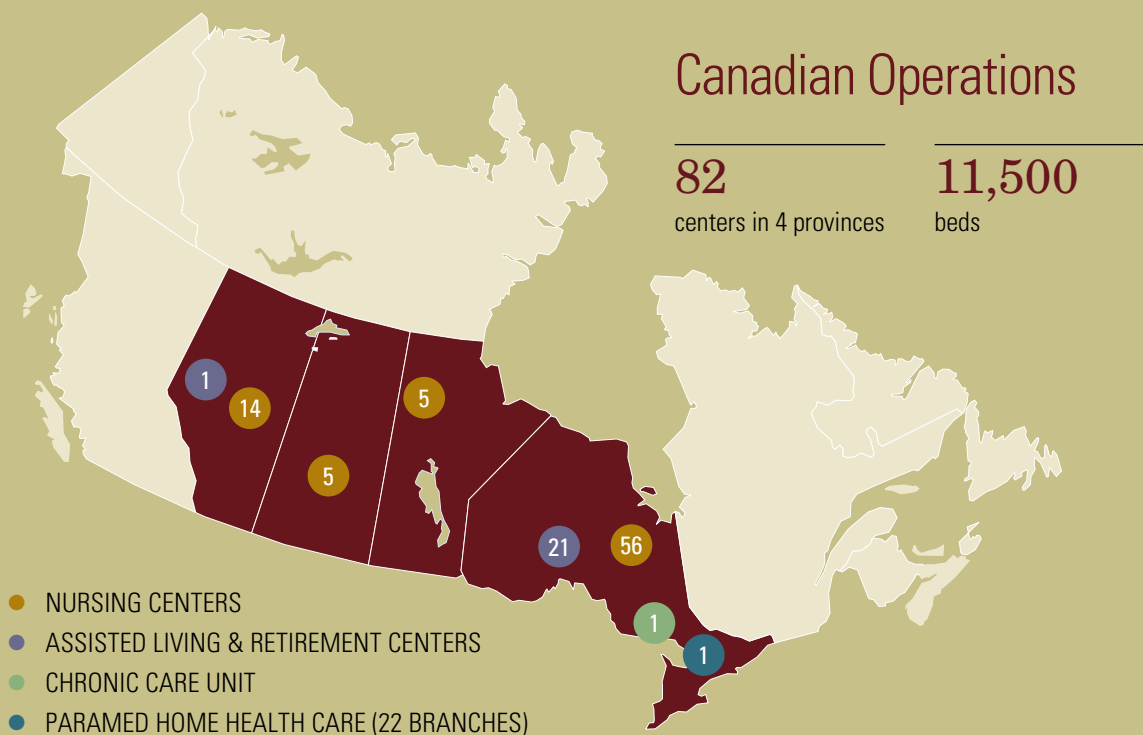 Canadian Operations
82
centers in 4 provinces
11,500
beds
1
14
5
5
21
56
1
1
NURSING CENTERS
ASSISTED LIVING & RETIREMENT CENTERS
CHRONIC CARE UNIT
PARAMED HOME HEALTH CARE (22 BRANCHES)